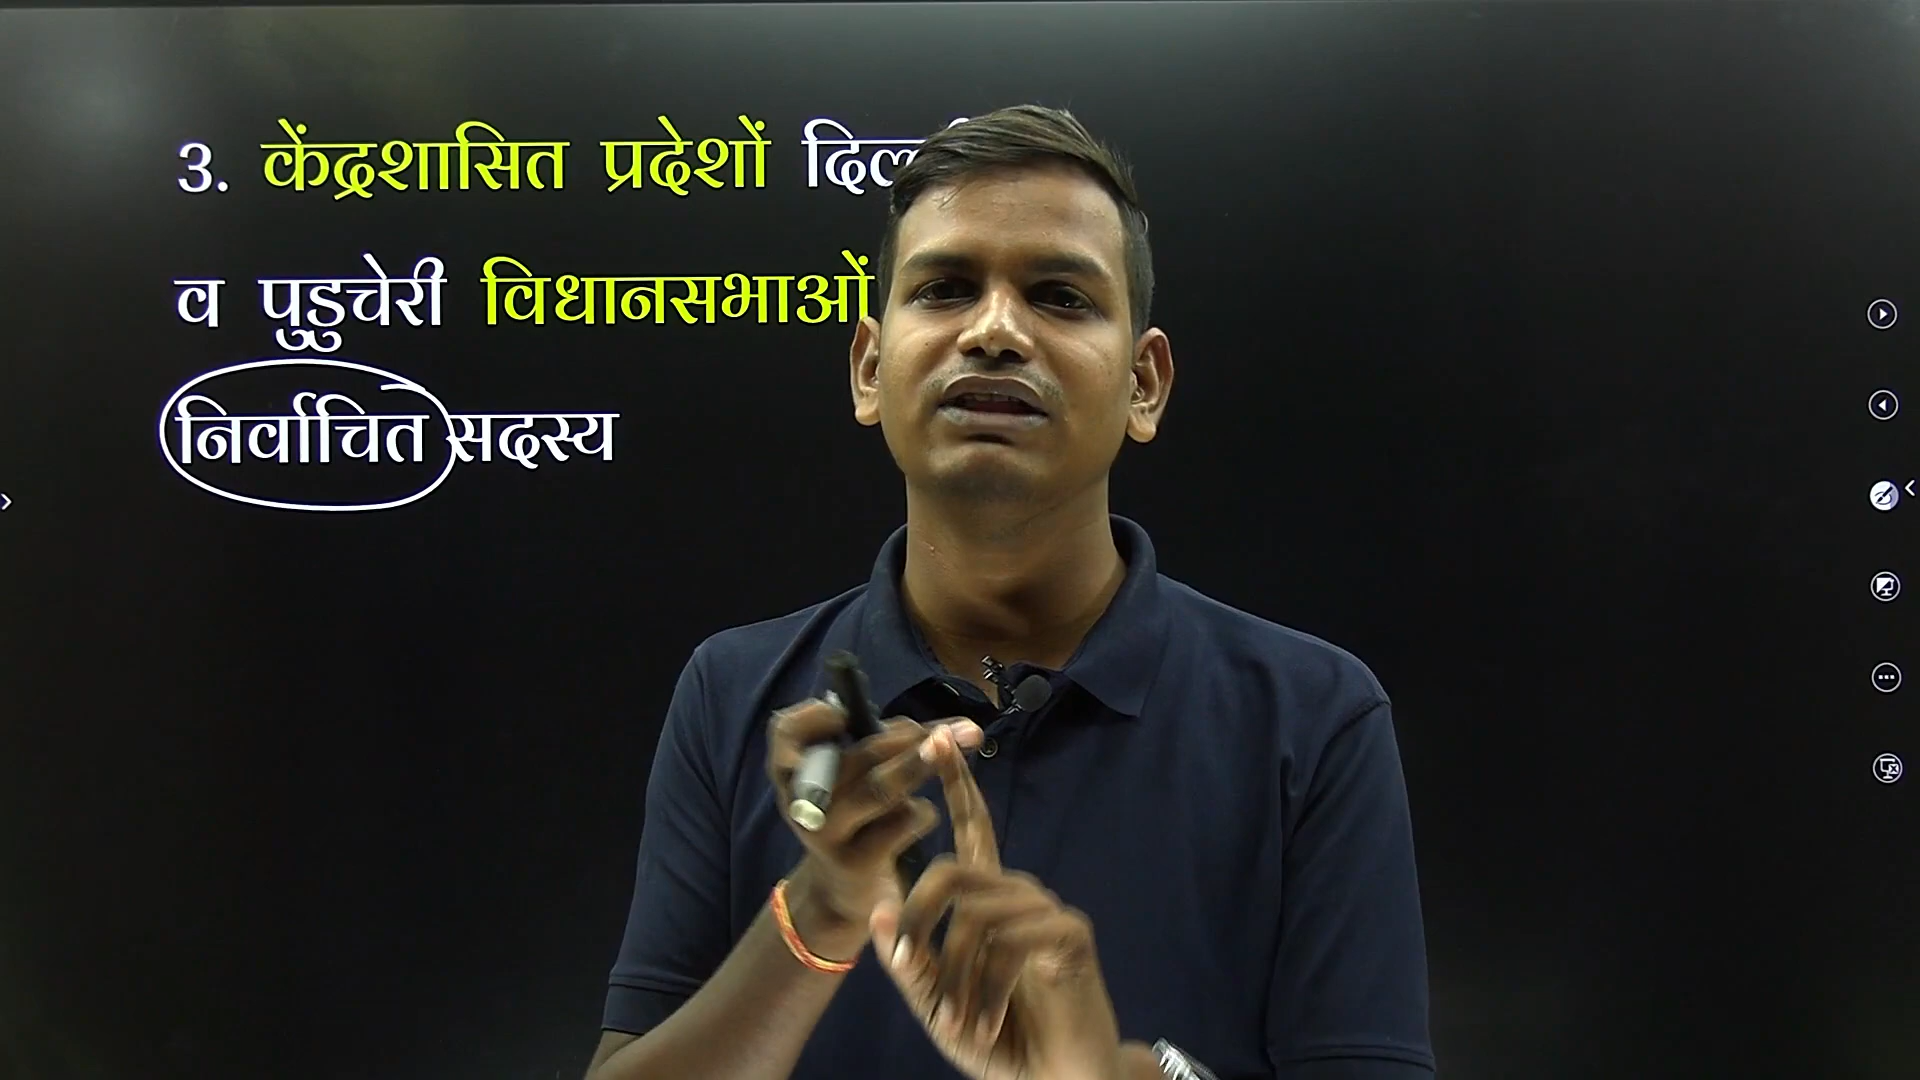 3. केंद्रशासित प्रदेशों
व पुडुचेरी विधानसभाओं
निर्वाचित सदस्य